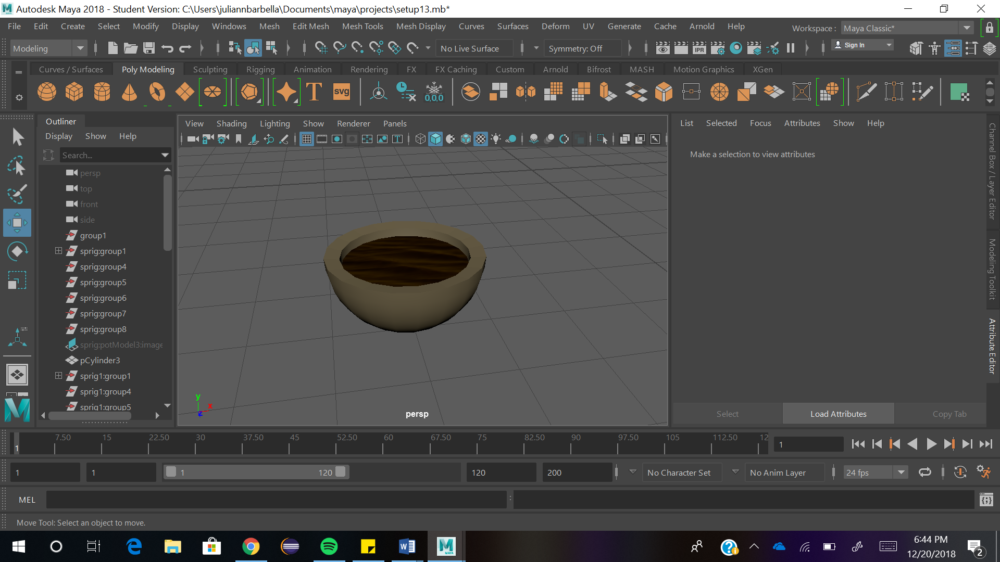 Autodesk Maya 2018 - Student Version: C:\Users\juliannbarbella\Documents\maya\projects\setup13.mb*
File Edit Create Select Modify Display Windows Mesh Edit Mesh Mesh Tools Mesh Display Curves Surfaces Deform UV Generate Cache Arnold Help
Workspace : Maya Classic*
Modeling No Live Surface Symmetry: Off IPR Sign In
Curves / Surfaces Poly Modeling Sculpting Rigging Animation Rendering FX FX Caching Custom Arnold Bifrost MASH Motion Graphics XGen
T svg 0,0,0
Outliner
Display Show Help
Search...
persp
top
front
side
group1
sprig:group1
sprig:group4
sprig:group5
sprig:group6
sprig:group7
sprig:group8
sprig:potModel3:image
pCylinder3
sprig1:group1
sprig1:group4
sprig1:group5
View Shading Lighting Show Renderer Panels
y
x
z
persp
List Selected Focus Attributes Show Help
Make a selection to view attributes
Select Load Attributes Copy Tab
Channel Box / Layer Editor
Modeling Toolkit
Attribute Editor
1 7.50 15 22.50 30 37.50 45 52.50 60 67.50 75 82.50 90 97.50 105 112.50 12
1
1 1 1 120 120 200 No Character Set No Anim Layer 24 fps
MEL
Move Tool: Select an object to move.
MAYA
6:44 PM
12/20/2018
2